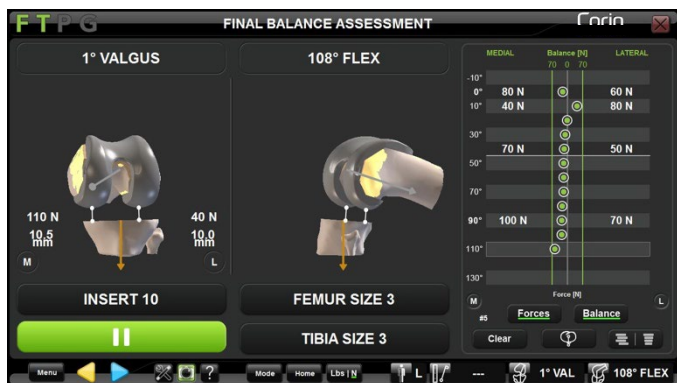 F T P G
FINAL BALANCE ASSESSMENT
Corin
1° VALGUS
108° FLEX
110 N
40 N
10.5
mm
10.0
mm
M
L
INSERT 10
FEMUR SIZE 3
TIBIA SIZE 3
MEDIAL Balance [N] LATERAL
70 0 70
-10°
0° 80 N 60 N
10° 40 N 80 N
30°
70 N 50 N
50°
70°
90° 100 N 70 N
110°
130°
Force [N]
M L
#5 Forces Balance
Clear
Menu ? Mode Home Lbs | N L --- 1° VAL 108° FLEX